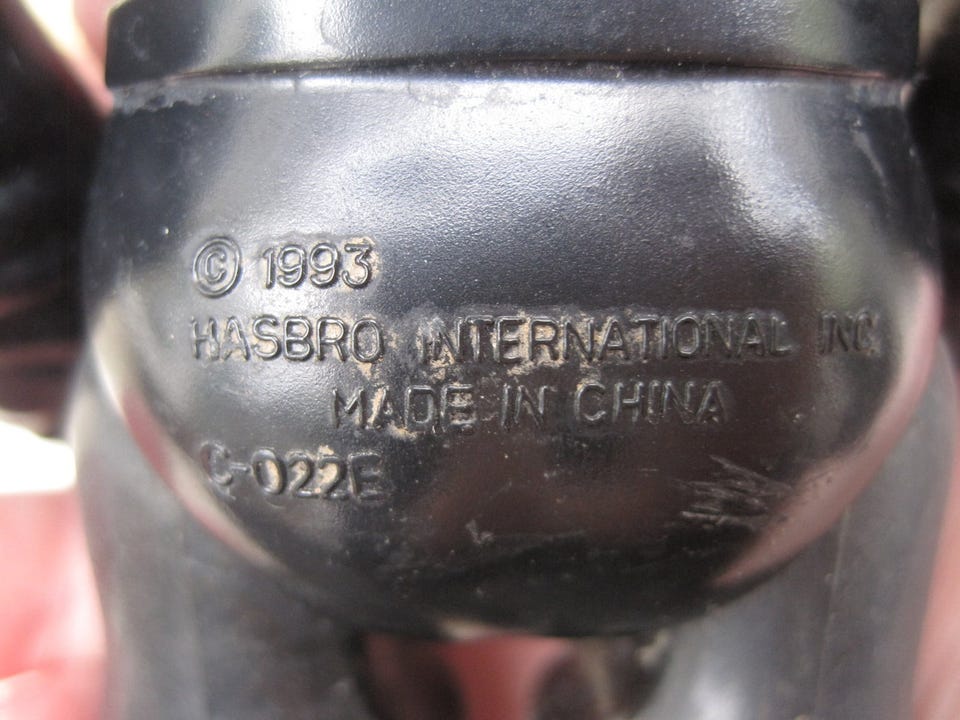 © 1993
HASBRO INTERNATIONAL INC
MADE IN CHINA
C-022E